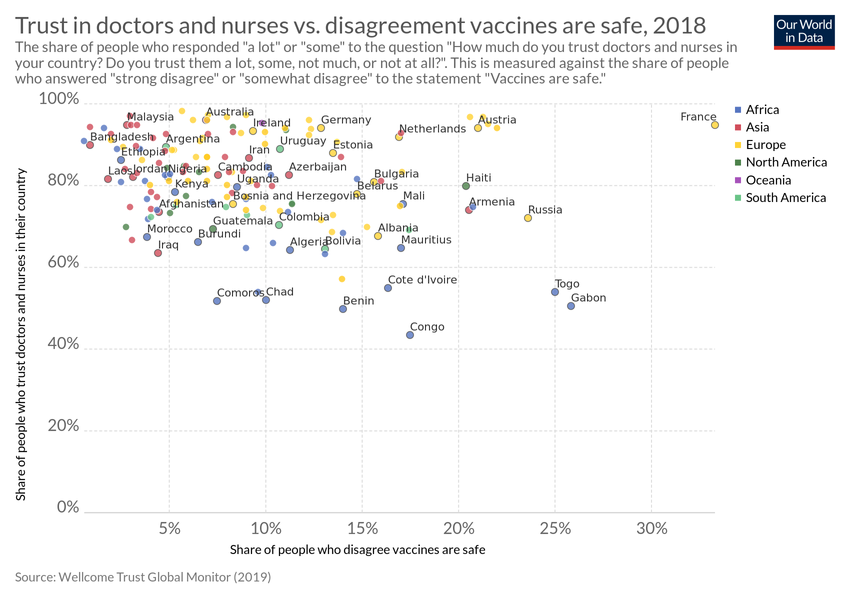 Trust in doctors and nurses vs. disagreement vaccines are safe, 2018
Our World
in Data
The share of people who responded "a lot" or "some" to the question "How much do you trust doctors and nurses in
your country? Do you trust them a lot, some, not much, or not at all?". This is measured against the share of people
who answered "strong disagree" or "somewhat disagree" to the statement "Vaccines are safe."
Share of people who trust doctors and nurses in their country
100%
80%
60%
40%
20%
0%
Malaysia
Australia
Ireland
Germany
Netherlands
Austria
France
Bangladesh
Argentina
Uruguay
Estonia
Ethiopia
Iran
Laos
Jordan
Nigeria
Cambodia
Azerbaijan
Bulgaria
Kenya
Uganda
Belarus
Haiti
Bosnia and Herzegovina
Mali
Afghanistan
Armenia
Russia
Guatemala
Colombia
Morocco
Burundi
Albania
Iraq
Algeria
Bolivia
Mauritius
Comoros
Chad
Cote d'Ivoire
Togo
Benin
Gabon
Congo
5%
10%
15%
20%
25%
30%
Share of people who disagree vaccines are safe
Africa
Asia
Europe
North America
Oceania
South America
Source: Wellcome Trust Global Monitor (2019)